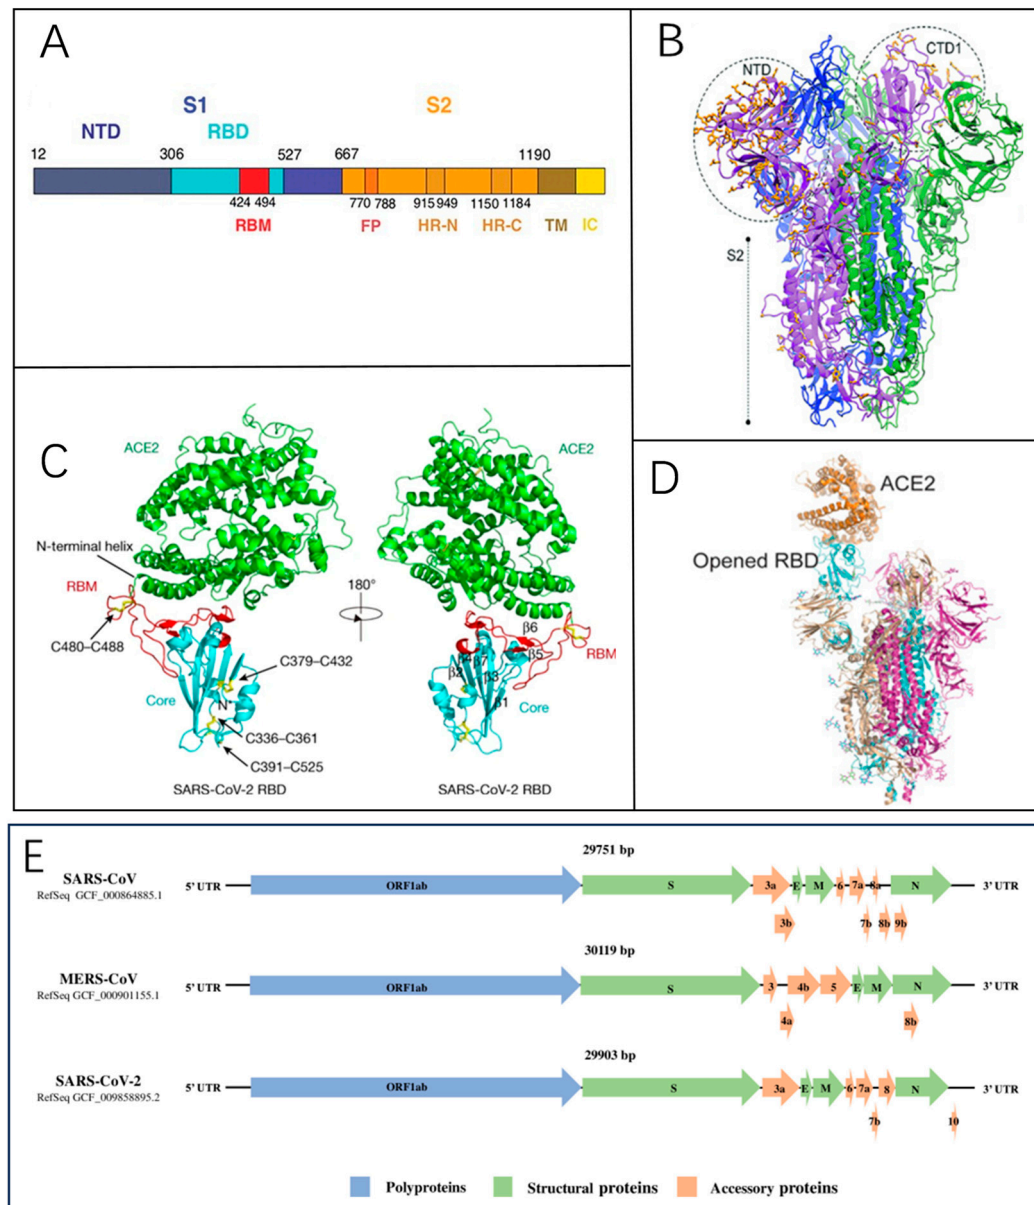 A
S1
S2
NTD
RBD
12
306
527
667
1190
424
494
770
788
915
949
1150
1184
RBM
FP
HR-N
HR-C
TM
IC
B
NTD
CTD1
S2
C
ACE2
ACE2
N-terminal helix
RBM
C480–C488
180°
C379–C432
Core
N
C336–C361
C391–C525
SARS-CoV-2 RBD
β6
β5
β4
β7
β2
β3
β1
RBM
Core
SARS-CoV-2 RBD
D
ACE2
Opened RBD
E
29751 bp
SARS-CoV
RefSeq GCF_000864885.1
5' UTR
ORF1ab
S
3a
E
M
6
7a
8a
N
3' UTR
3b
7b
8b
9b
30119 bp
MERS-CoV
RefSeq GCF_000901155.1
5' UTR
ORF1ab
S
3
4b
5
E
M
N
3' UTR
4a
8b
29903 bp
SARS-CoV-2
RefSeq GCF_009858895.2
5' UTR
ORF1ab
S
3a
E
M
6
7a
8
N
3' UTR
7b
10
Polyproteins
Structural proteins
Accessory proteins